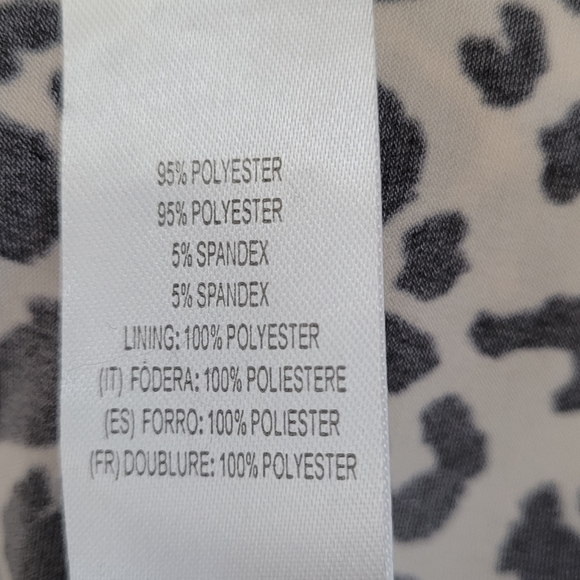 95% POLYESTER
95% POLYESTER
5% SPANDEX
5% SPANDEX
LINING: 100% POLYESTER
(IT) FÒDERA: 100% POLIESTERE
(ES) FORRO: 100% POLIESTER
(FR) DOUBLURE: 100% POLYESTER